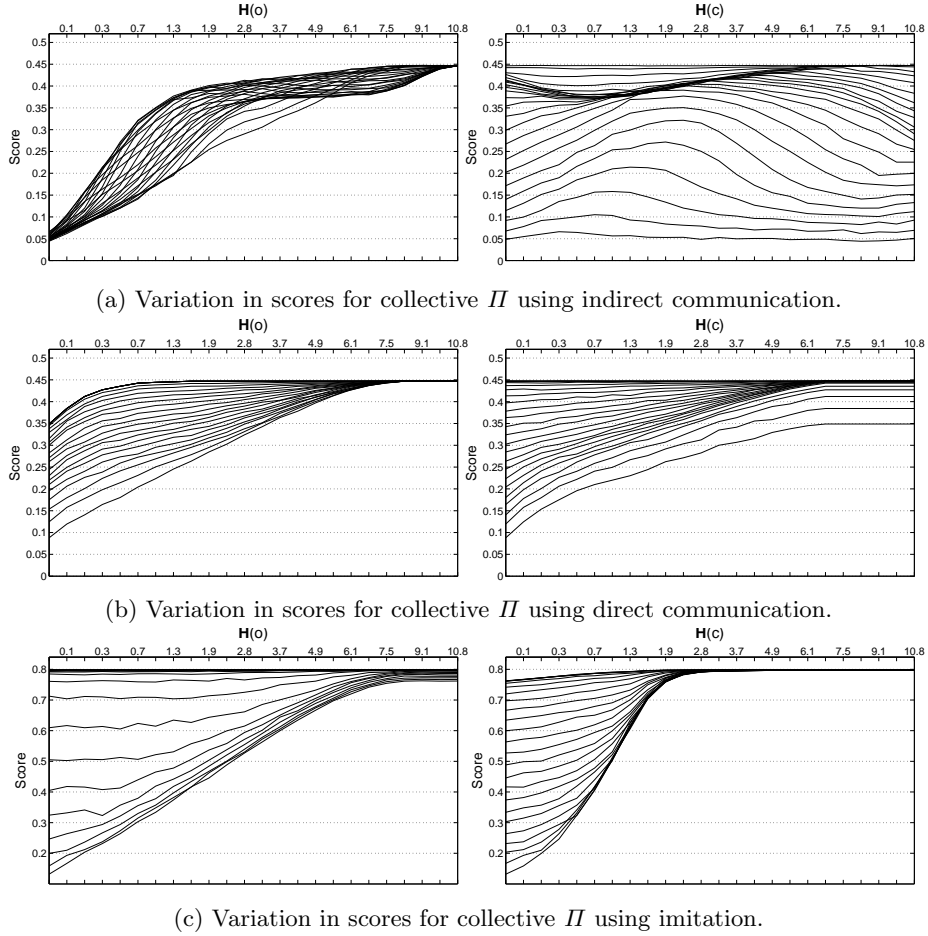 H(o)
0.1 0.3 0.7 1.3 1.9 2.8 3.8 4.9 6.1 7.5 9.1 10.8
0.5
0.45
0.4
0.35
0.3
0.25
0.2
0.15
0.1
0.05
0
Score
H(c)
0.1 0.3 0.7 1.3 1.9 2.8 3.8 4.9 6.1 7.5 9.1 10.8
0.5
0.45
0.4
0.35
0.3
0.25
0.2
0.15
0.1
0.05
0
Score
(a) Variation in scores for collective Π using indirect communication.
H(o)
0.1 0.3 0.7 1.3 1.9 2.8 3.8 4.9 6.1 7.5 9.1 10.8
0.5
0.45
0.4
0.35
0.3
0.25
0.2
0.15
0.1
0.05
0
Score
H(c)
0.1 0.3 0.7 1.3 1.9 2.8 3.8 4.9 6.1 7.5 9.1 10.8
0.5
0.45
0.4
0.35
0.3
0.25
0.2
0.15
0.1
0.05
0
Score
(b) Variation in scores for collective Π using direct communication.
H(o)
0.1 0.3 0.7 1.3 1.9 2.8 3.8 4.9 6.1 7.5 9.1 10.8
0.8
0.7
0.6
0.5
0.4
0.3
0.2
Score
H(c)
0.1 0.3 0.7 1.3 1.9 2.8 3.8 4.9 6.1 7.5 9.1 10.8
0.8
0.7
0.6
0.5
0.4
0.3
0.2
Score
(c) Variation in scores for collective Π using imitation.